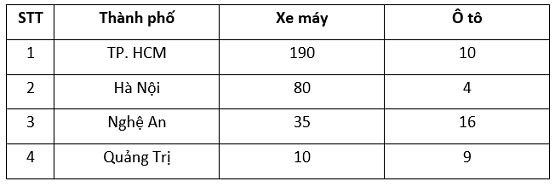 STT Thành phố Xe máy Ô tô
1 TP. HCM 190 10
2 Hà Nội 80 4
3 Nghệ An 35 16
4 Quảng Trị 10 9